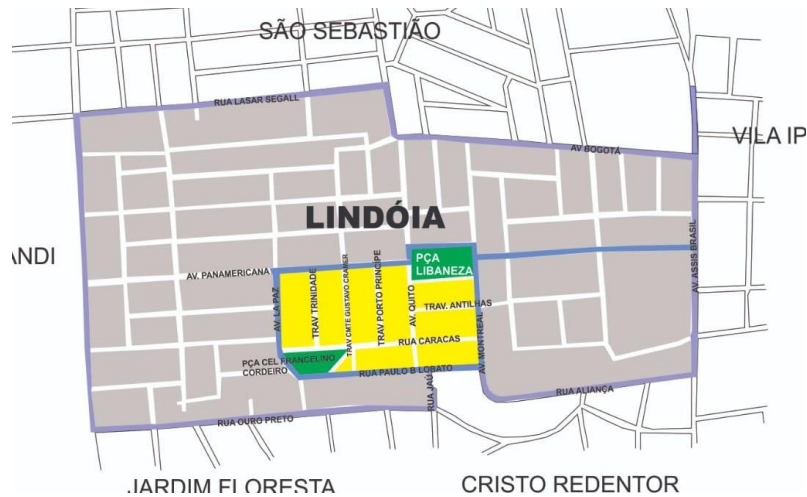 SÃO SEBASTIÃO
RUA LASAR SEGALL
VILA IP
AV BOGOTÁ
LINDÓIA
ANDI
PÇA
LIBANEZA
AV. ASSIS BRASIL
AV. PANAMERICANA
AV. LA PAZ
TRAV TRINIDADE
TRAV CMTE GUSTAVO CRAMER
TRAV PORTO PRINCIPE
AV. QUITO
TRAV. ANTILHAS
RUA CARACAS
AV. MONTREAL
PÇA CEL FRANCELINO
CORDEIRO
RUA PAULO B LOBATO
RUA JAÚ
RUA ALIANÇA
RUA OURO PRETO
JARDIM FLORESTA
CRISTO REDENTOR